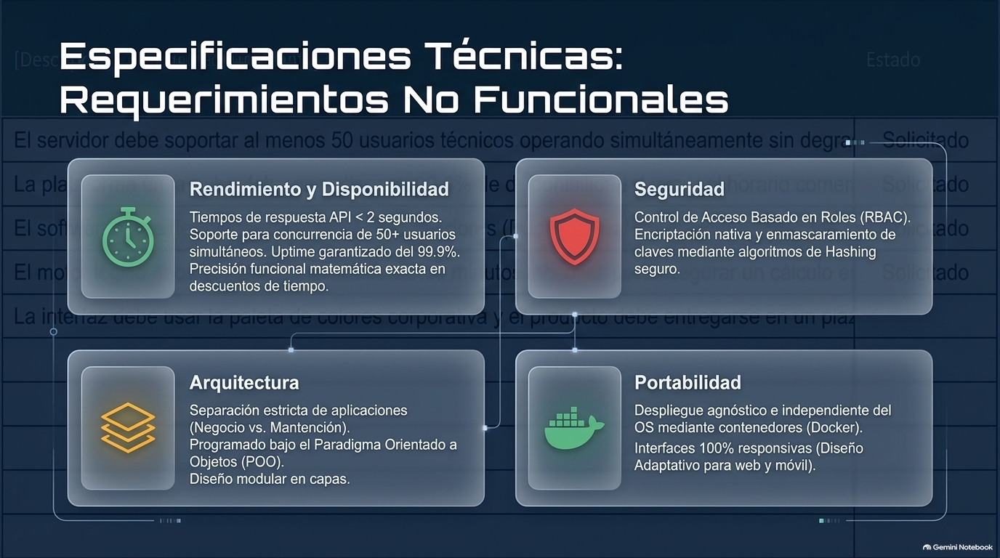 Especificaciones Técnicas:
Requerimientos No Funcionales
[Desc
Estado
El servidor debe soportar al menos 50 usuarios técnicos operando simultáneamente sin degra
Solicitado
Rendimiento y Disponibilidad
Tiempos de respuesta API < 2 segundos.
Soporte para concurrencia de 50+ usuarios
simultáneos. Uptime garantizado del 99.9%.
Precisión funcional matemática exacta en
descuentos de tiempo.
Seguridad
Control de Acceso Basado en Roles (RBAC).
Encriptación nativa y enmascaramiento de
claves mediante algoritmos de Hashing
seguro.
La interfaz debe usar la paleta de colores corporativa y el producto debe entregarse en un plaz
Arquitectura
Separación estricta de aplicaciones
(Negocio vs. Mantención).
Programado bajo el Paradigma Orientado a
Objetos (POO).
Diseño modular en capas.
Portabilidad
Despliegue agnóstico e independiente del
OS mediante contenedores (Docker).
Interfaces 100% responsivas (Diseño
Adaptativo para web y móvil).
Gemini Notebook